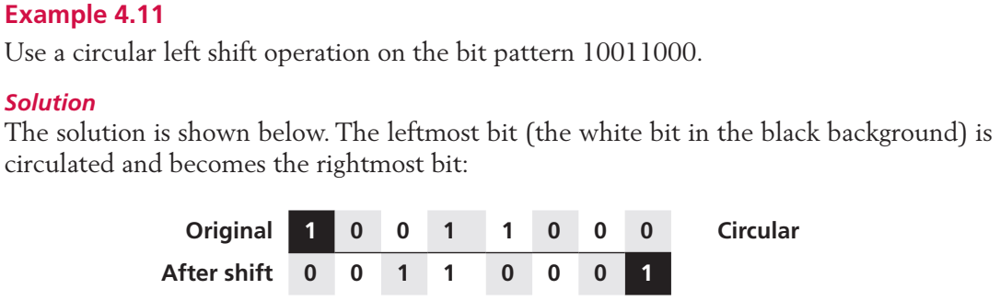 Example 4.11
Use a circular left shift operation on the bit pattern 10011000.
Solution
The solution is shown below. The leftmost bit (the white bit in the black background) is
circulated and becomes the rightmost bit:
Original 1 0 0 1 1 0 0 0 Circular
After shift 0 0 1 1 0 0 0 1